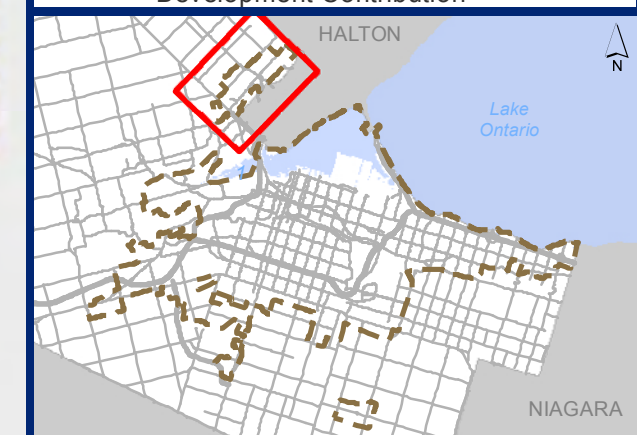 Development Contribution
HALTON
N
Lake
Ontario
NIAGARA